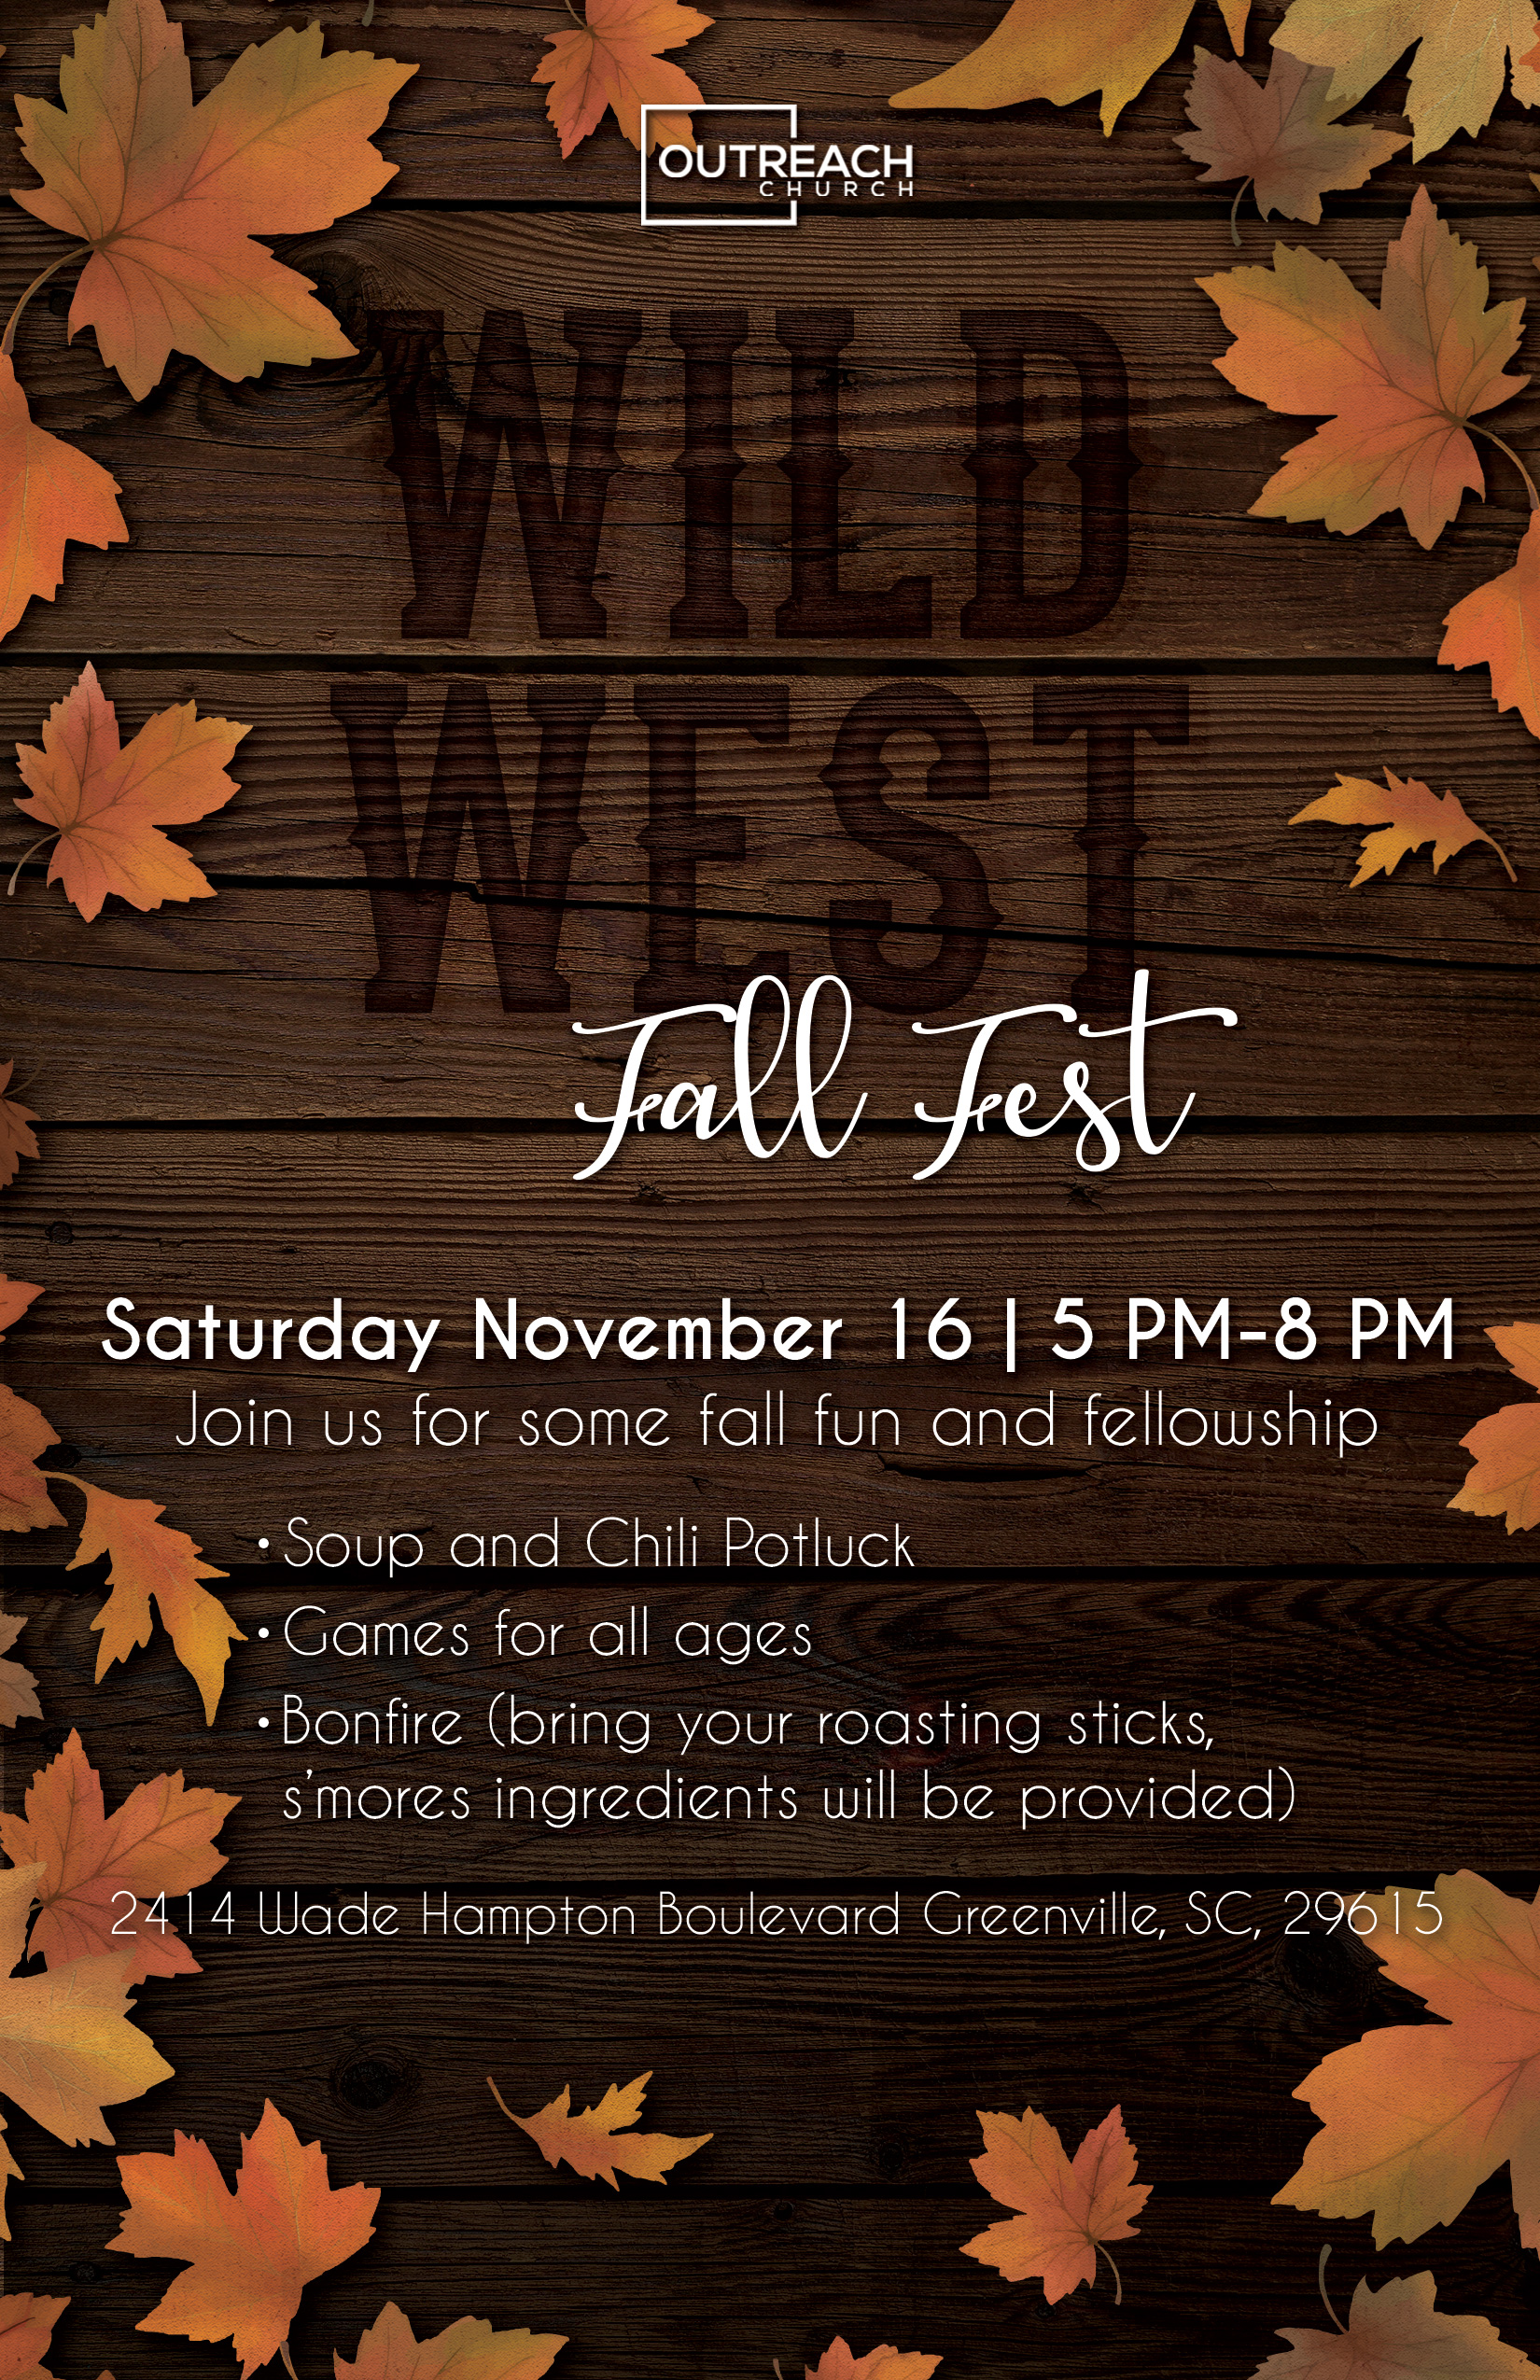 OUTREACH
CHURCH
WILD
WEST
Fall Fest
Saturday November 16 | 5 PM-8 PM
Join us for some fall fun and fellowship
• Soup and Chili Potluck
• Games for all ages
• Bonfire (bring your roasting sticks,
s'mores ingredients will be provided)
2414 Wade Hampton Boulevard Greenville, SC, 29615